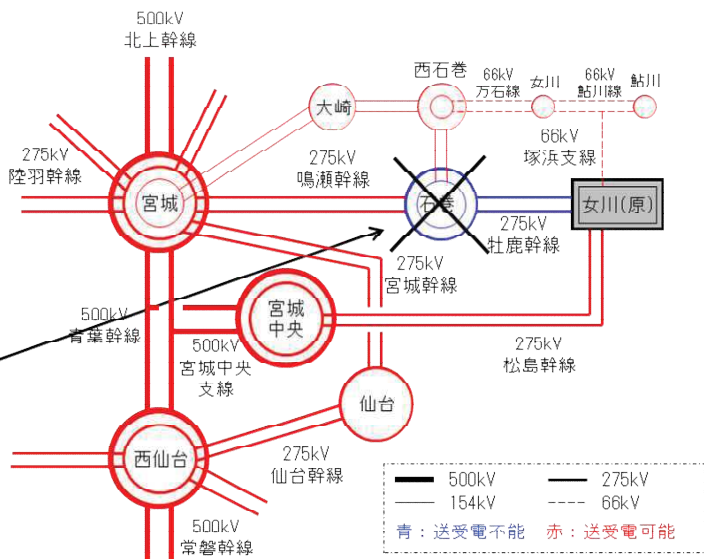 500kV
北上幹線
西石巻
66kV
万石線
女川
66kV
鮎川線
鮎川
大崎
66kV
塚浜支線
275kV
陸羽幹線
275kV
鳴瀬幹線
宮城
石巻
女川(原)
275kV
牡鹿幹線
275kV
宮城幹線
宮城
中央
500kV
青葉幹線
500kV
宮城中央
支線
275kV
松島幹線
仙台
西仙台
275kV
仙台幹線
500kV
常磐幹線
500kV
275kV
154kV
66kV
青：送受電不能
赤：送受電可能